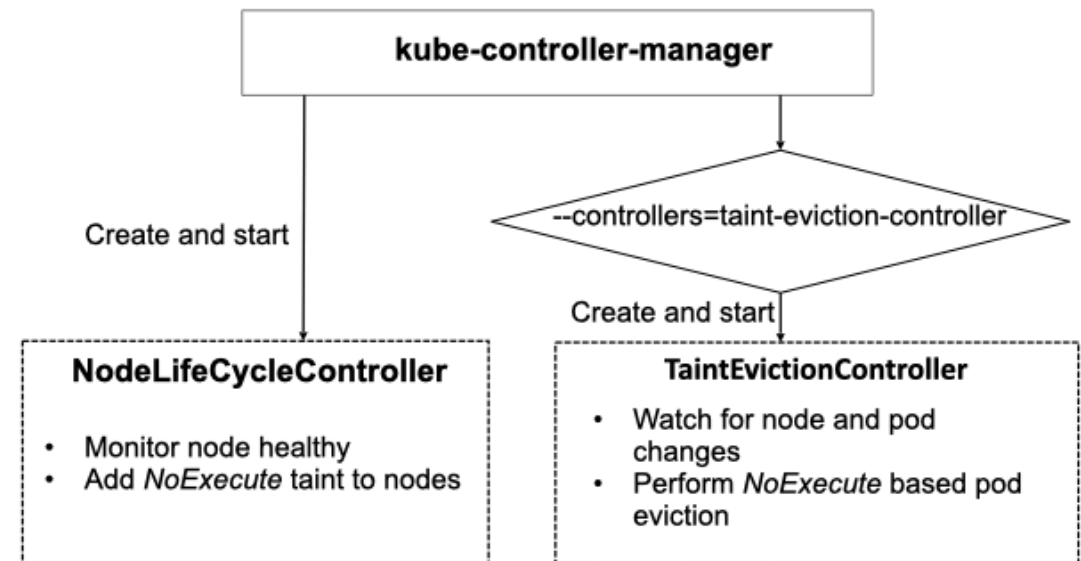 kube-controller-manager
--controllers=taint-eviction-controller
Create and start
Create and start
NodeLifeCycleController
• Monitor node healthy
• Add NoExecute taint to nodes
TaintEvictionController
• Watch for node and pod
changes
• Perform NoExecute based pod
eviction